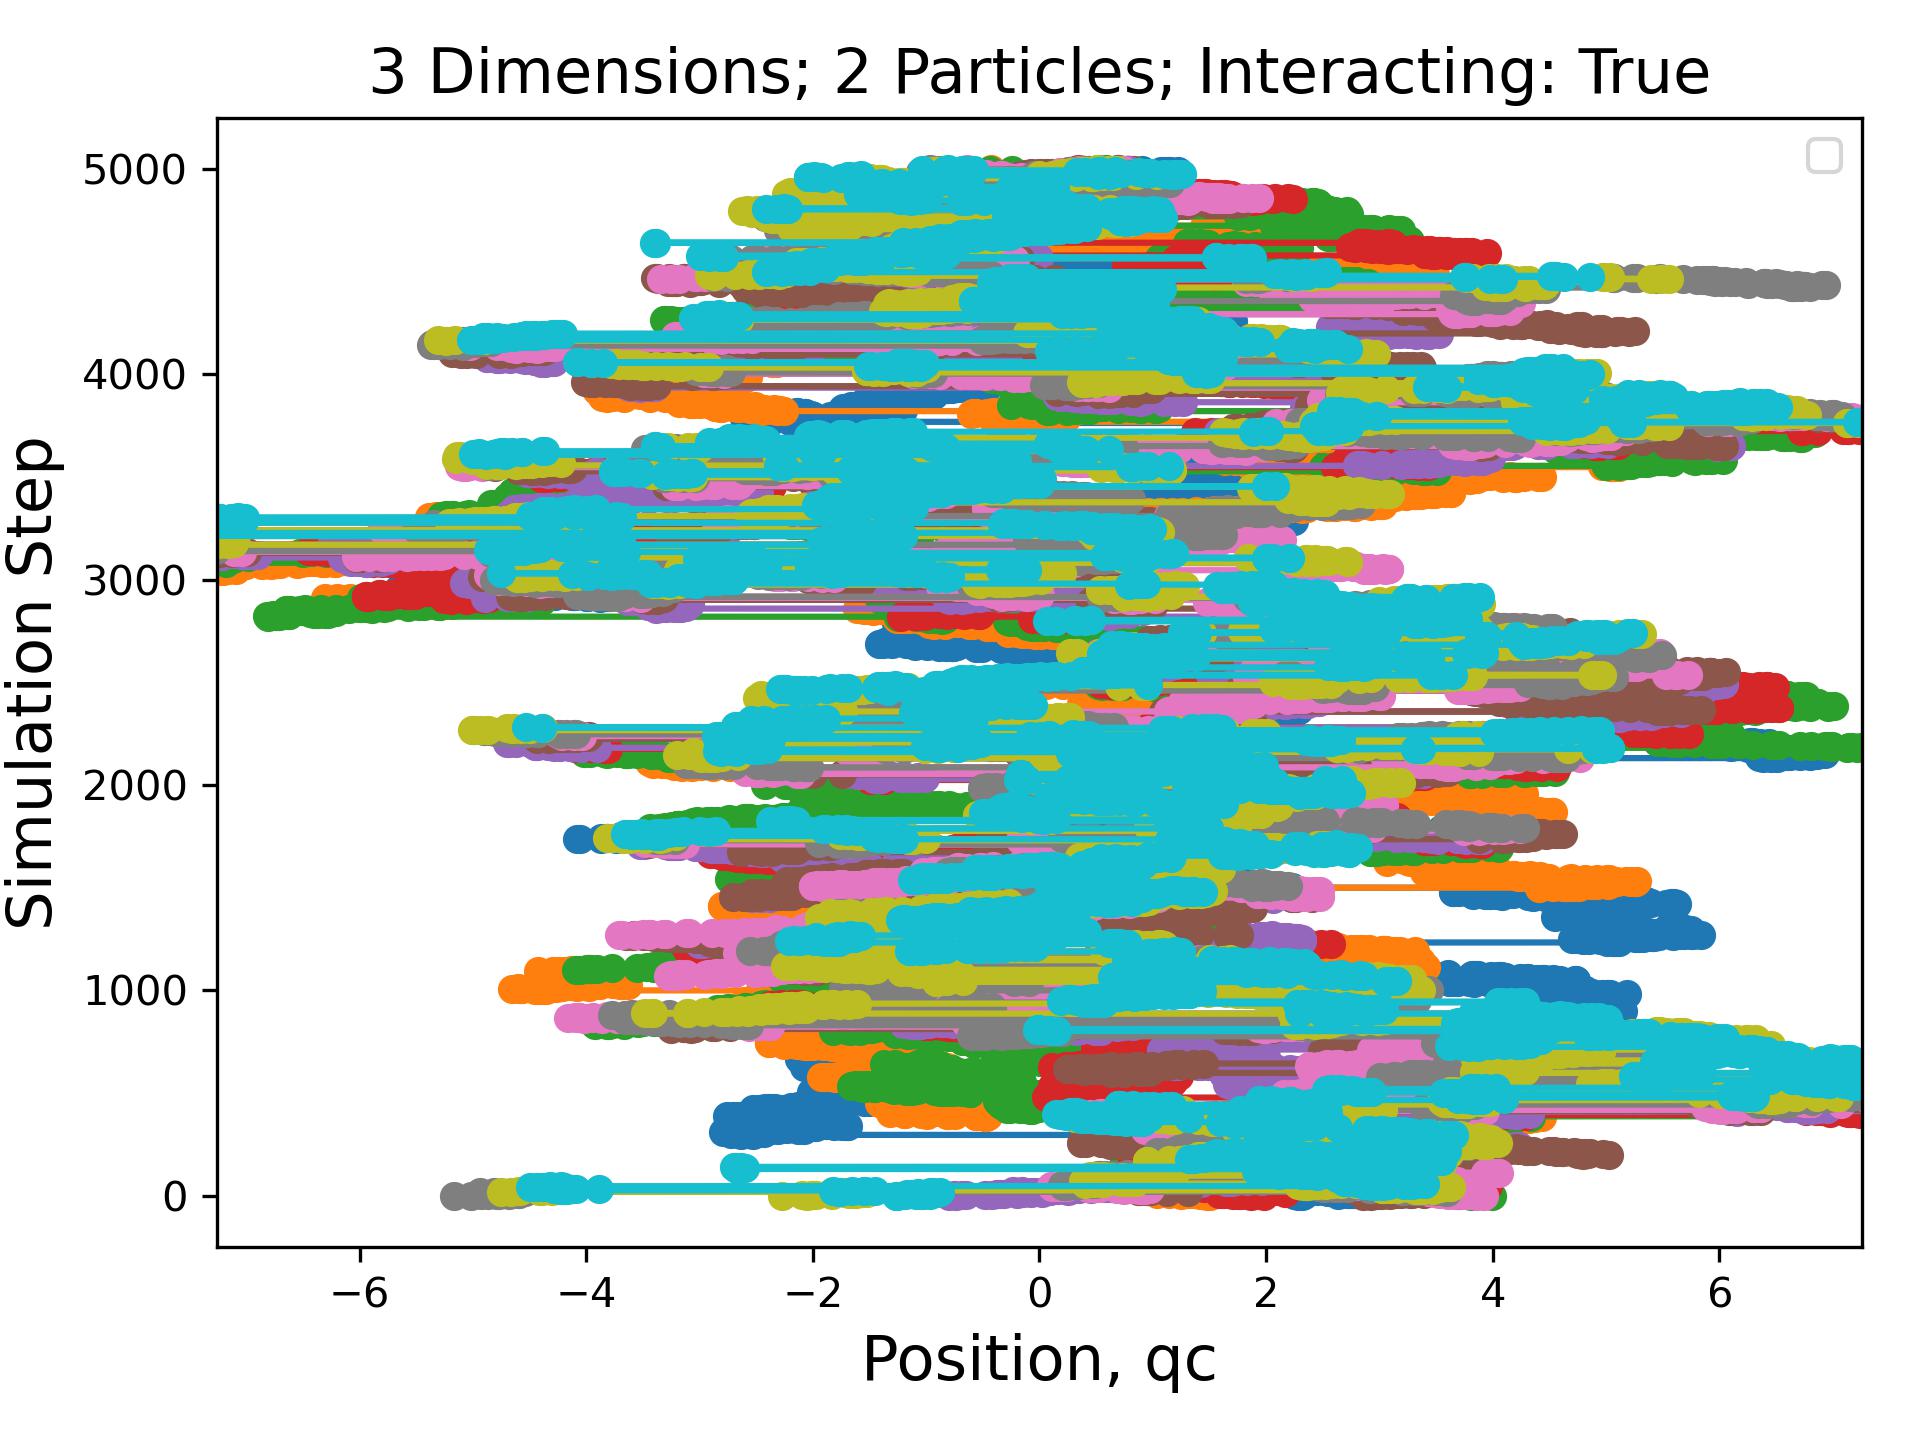 3 Dimensions; 2 Particles; Interacting: True
5000
4000
3000
2000
1000
0
Simulation Step
−6 −4 −2 0 2 4 6
Position, qc